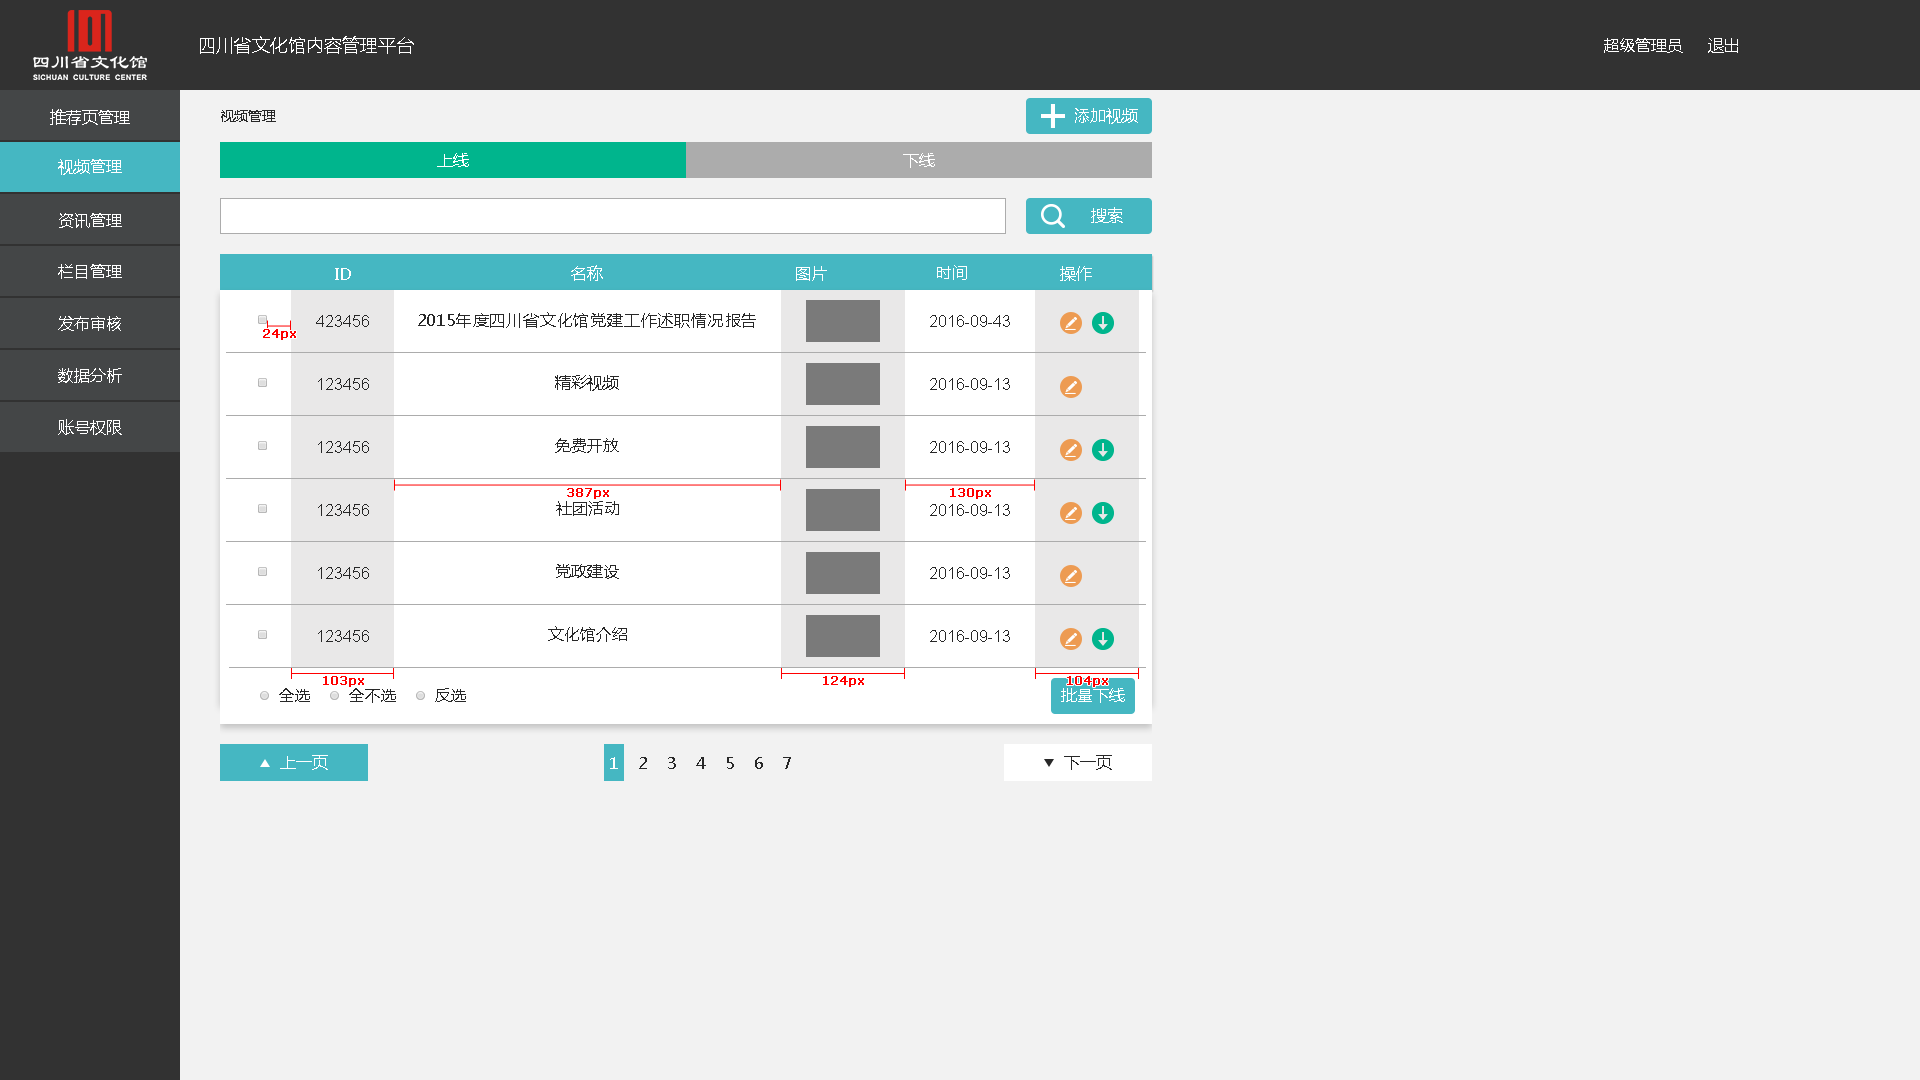 四川省文化馆
SICHUAN CULTURE CENTER
四川省文化馆内容管理平台
超级管理员 退出
推荐页管理
视频管理
资讯管理
栏目管理
发布审核
数据分析
账号权限
视频管理
添加视频
上线 下线
搜索
ID 名称 图片 时间 操作
423456 2015年度四川省文化馆党建工作述职情况报告 2016-09-43
24px
123456 精彩视频 2016-09-13
123456 免费开放 2016-09-13
387px 130px
123456 社团活动 2016-09-13
123456 党政建设 2016-09-13
123456 文化馆介绍 2016-09-13
103px 124px 104px
全选 全不选 反选 批量下线
上一页 1 2 3 4 5 6 7 下一页